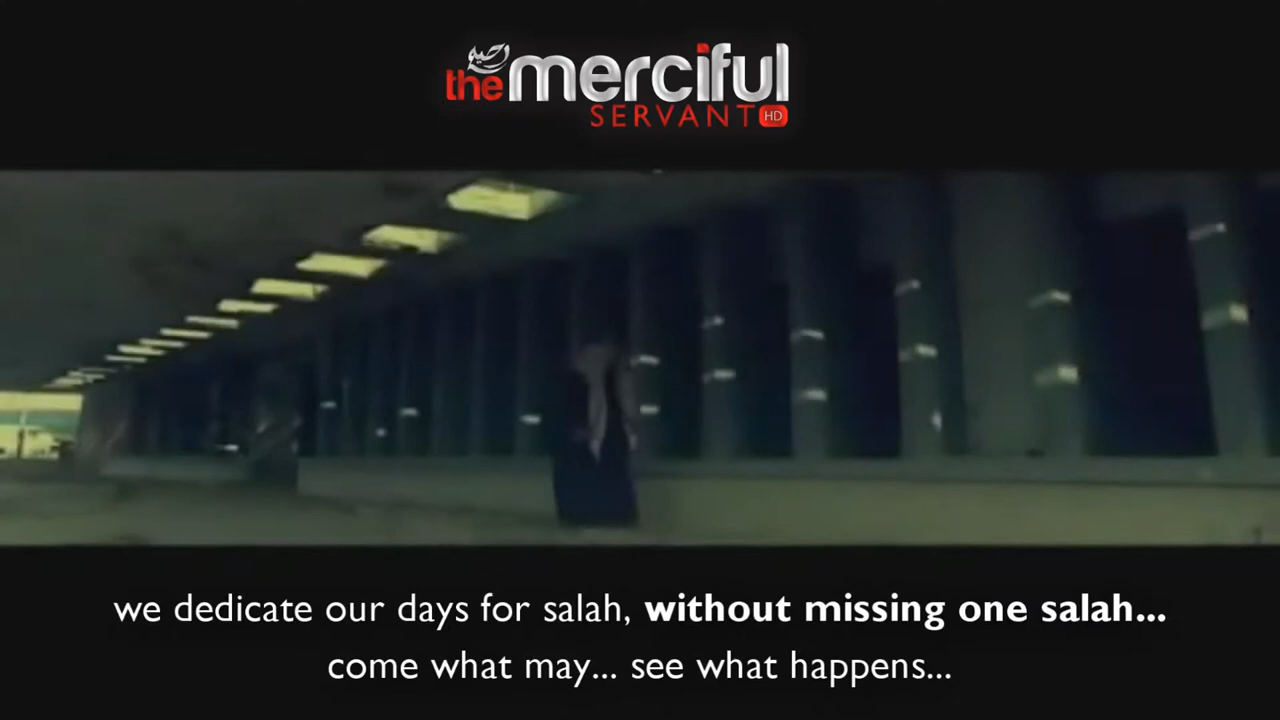 the merciful
SERVANT HD
we dedicate our days for salah, without missing one salah...
come what may... see what happens...